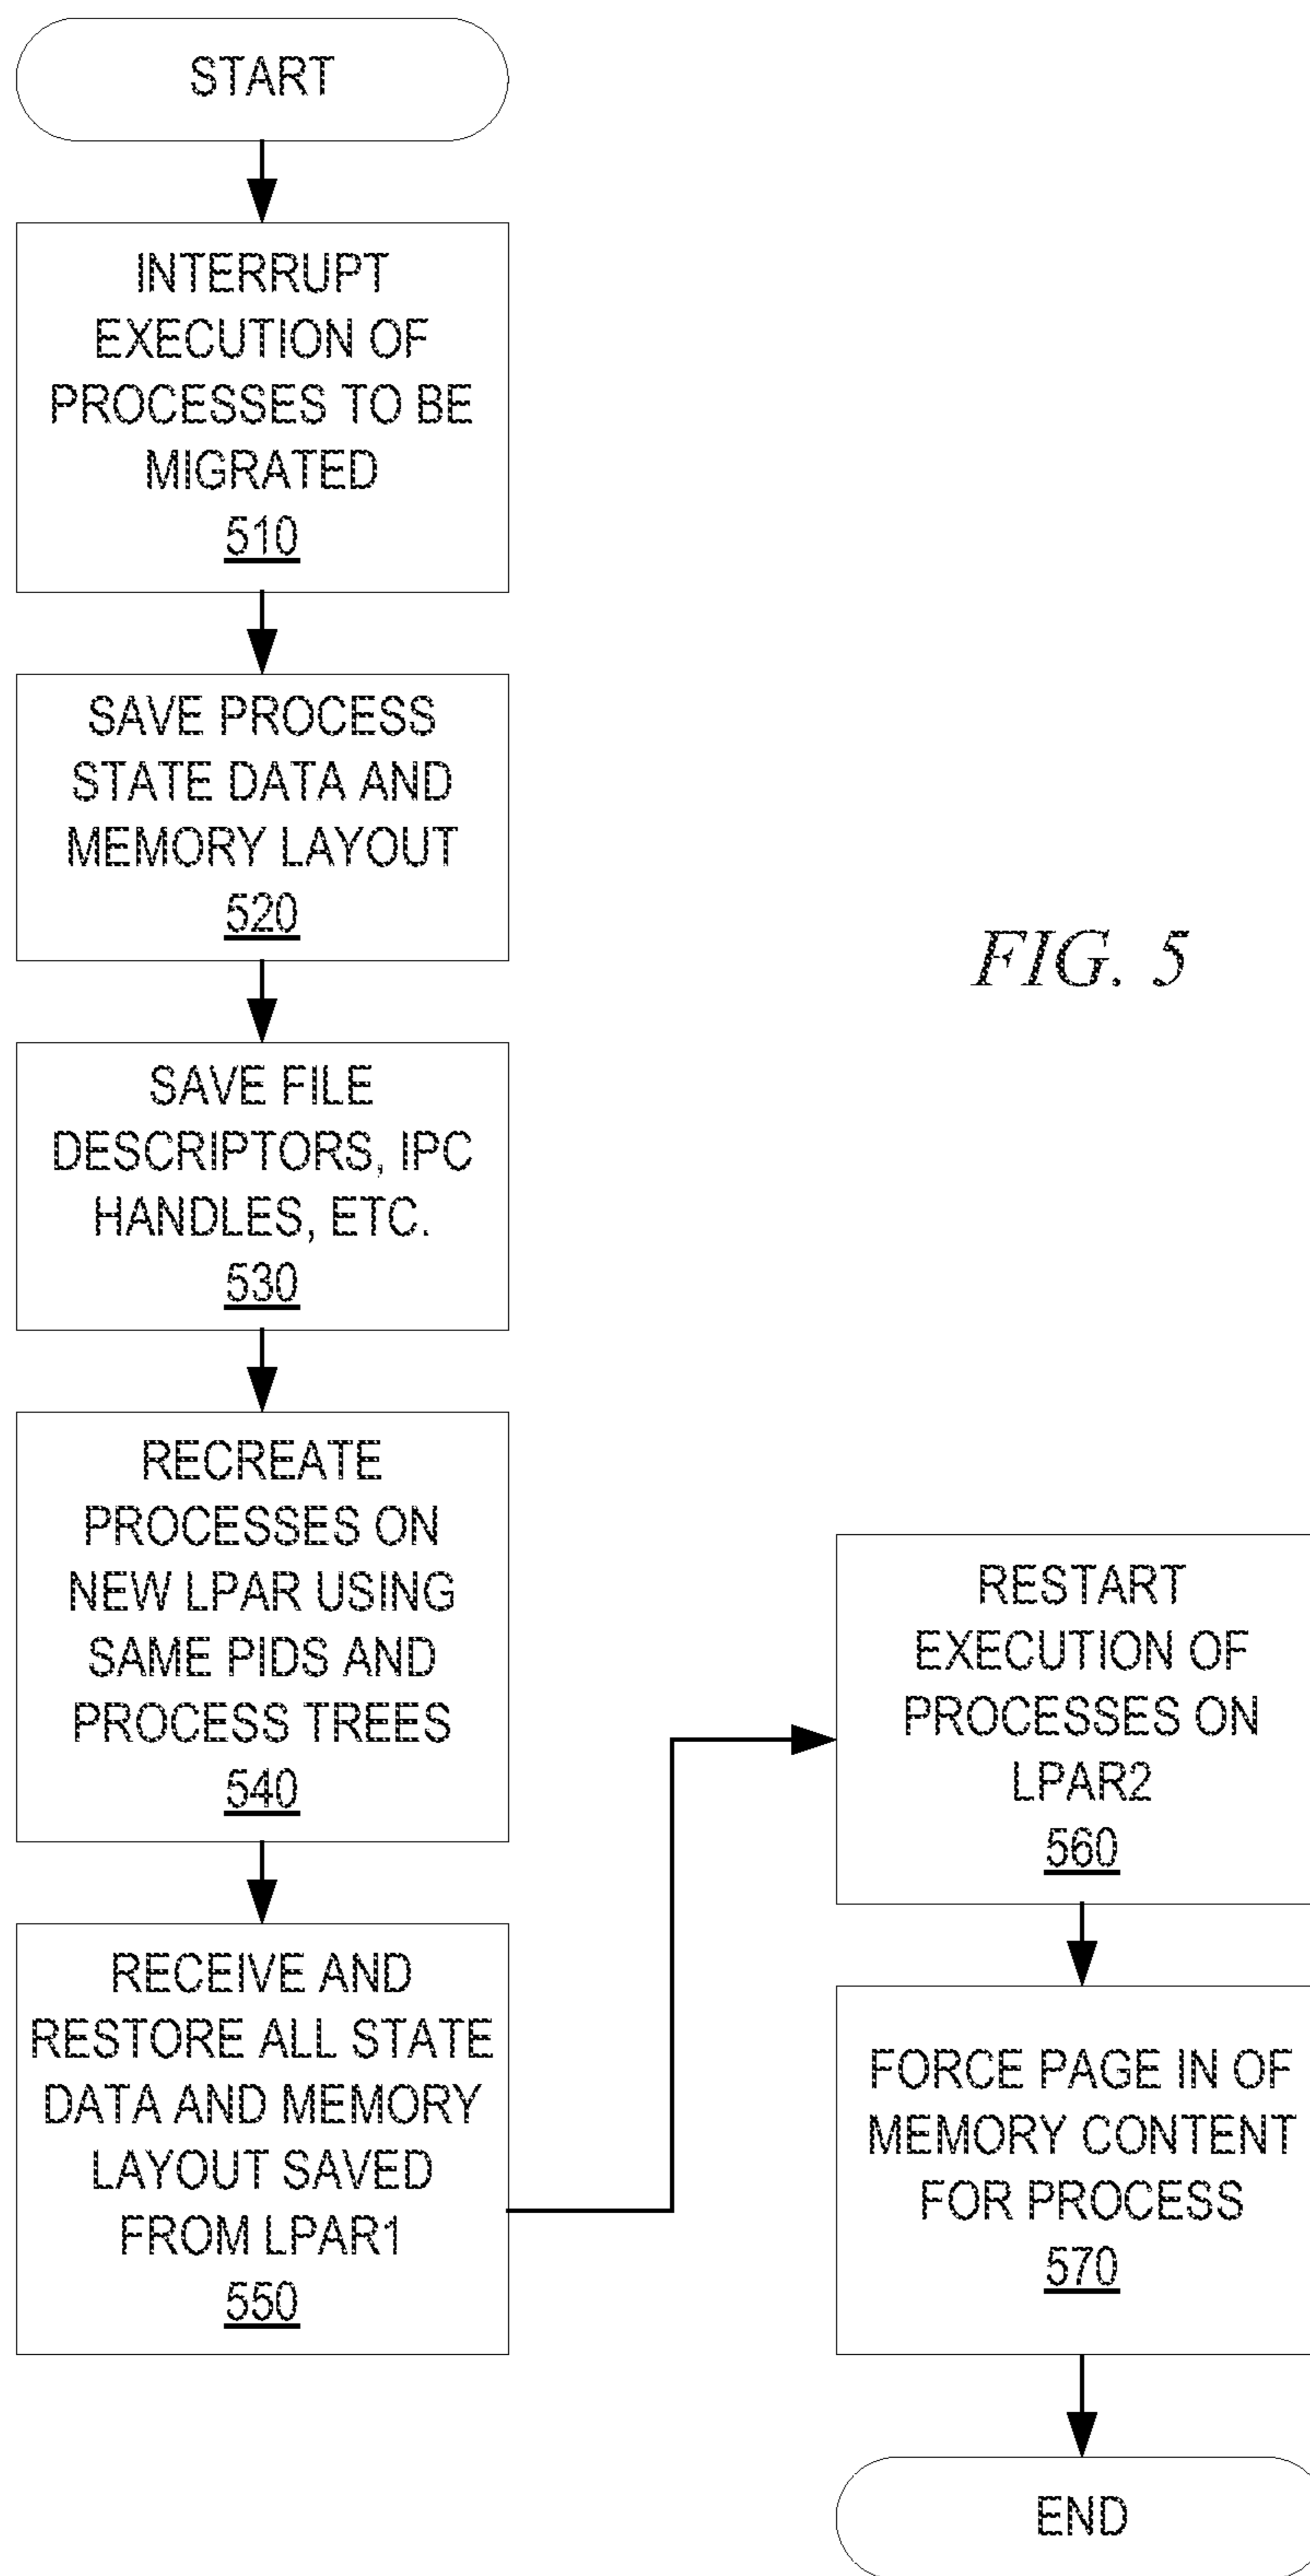 START
INTERRUPT
EXECUTION OF
PROCESSES TO BE
MIGRATED
510
SAVE PROCESS
STATE DATA AND
MEMORY LAYOUT
520
SAVE FILE
DESCRIPTORS, IPC
HANDLES, ETC.
530
RECREATE
PROCESSES ON
NEW LPAR USING
SAME PIDS AND
PROCESS TREES
540
RECEIVE AND
RESTORE ALL STATE
DATA AND MEMORY
LAYOUT SAVED
FROM LPAR1
550
FIG. 5
RESTART
EXECUTION OF
PROCESSES ON
LPAR2
560
FORCE PAGE IN OF
MEMORY CONTENT
FOR PROCESS
570
END